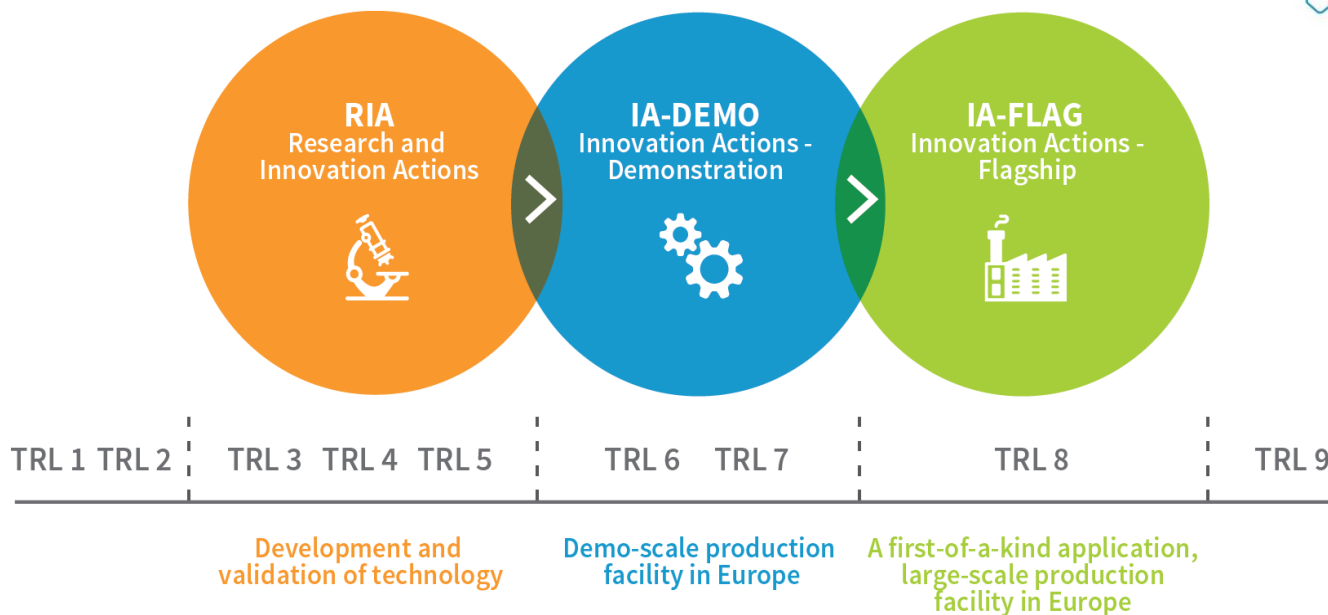 RIA
Research and
Innovation Actions
IA-DEMO
Innovation Actions -
Demonstration
IA-FLAG
Innovation Actions -
Flagship
TRL 1 TRL 2 TRL 3 TRL 4 TRL 5 TRL 6 TRL 7 TRL 8 TRL 9
Development and
validation of technology
Demo-scale production
facility in Europe
A first-of-a-kind application,
large-scale production
facility in Europe